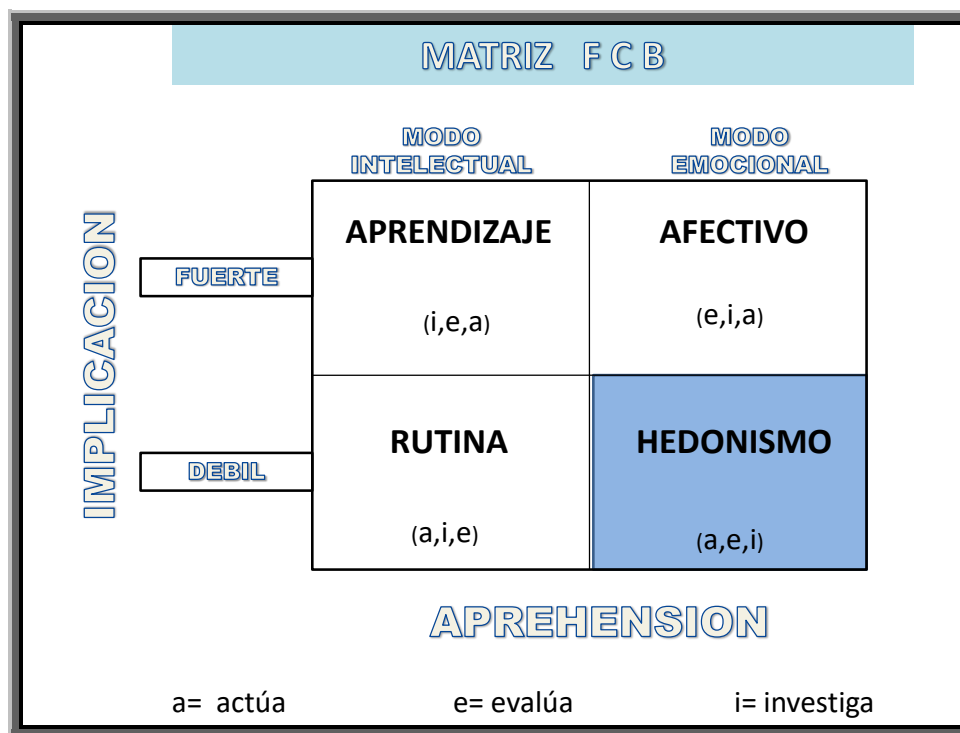 MATRIZ F C B
MODO
INTELECTUAL
MODO
EMOCIONAL
IMPLICACION
FUERTE
APRENDIZAJE
(i,e,a)
AFECTIVO
(e,i,a)
DEBIL
RUTINA
(a,i,e)
HEDONISMO
(a,e,i)
APREHENSION
a= actúa
e= evalúa
i= investiga